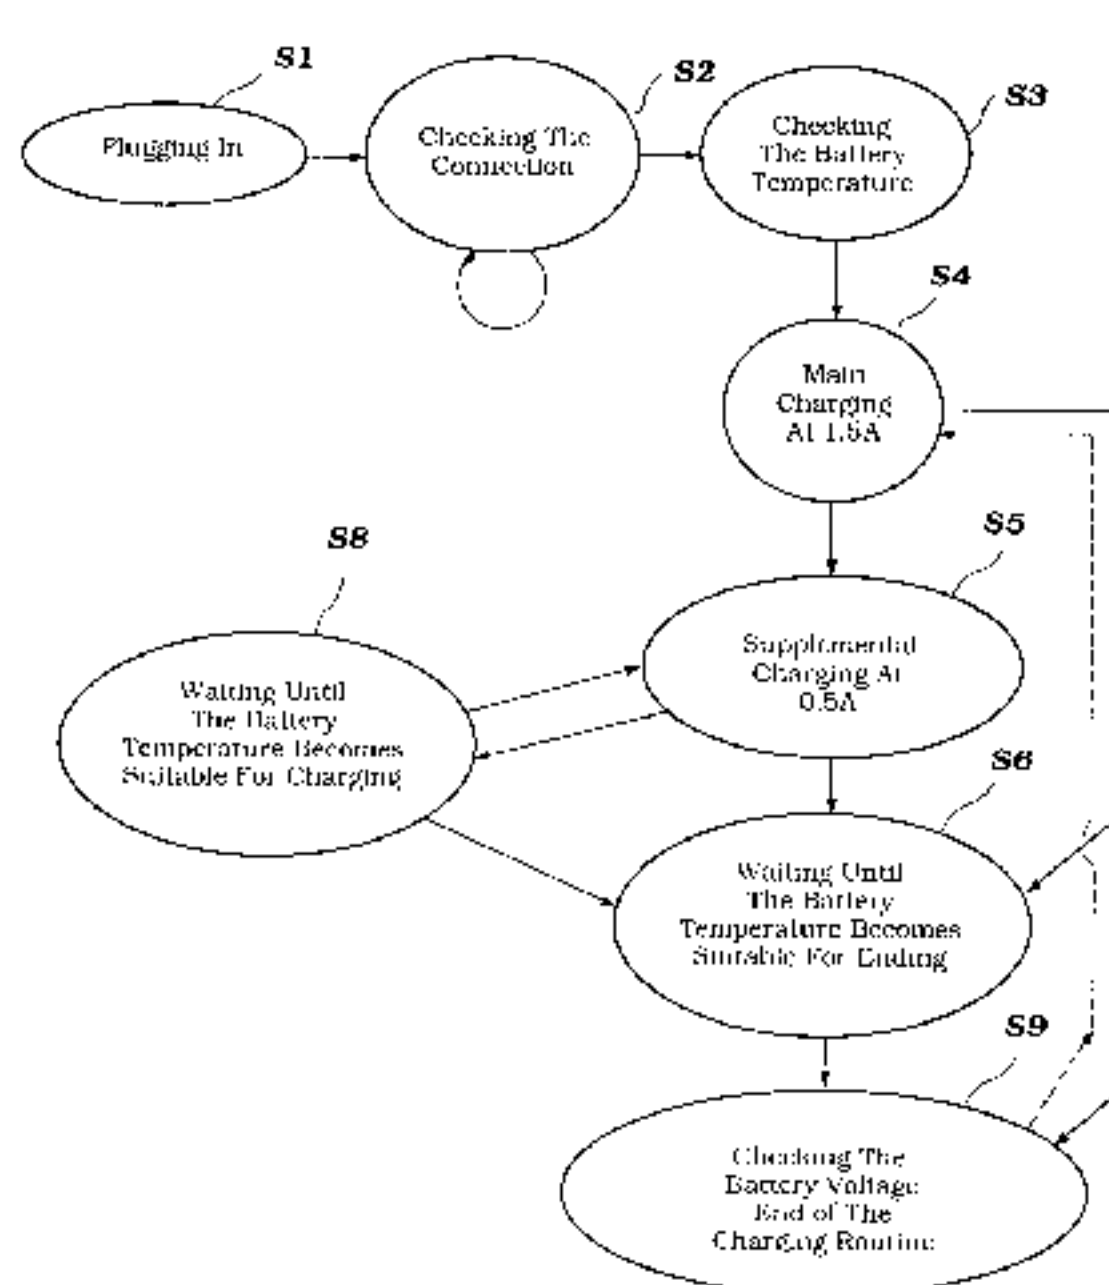 S1
Plugging In
S2
Checking The
Connection
S3
Checking
The Battery
Temperature
S4
Main
Charging
At 1.5A
S5
Supplemental
Charging At
0.5A
S8
Waiting Until
The Battery
Temperature Becomes
Suitable For Charging
S6
Waiting Until
The Battery
Temperature Becomes
Suitable For Ending
S9
Checking The
Battery Voltage
End of The
Charging Routine